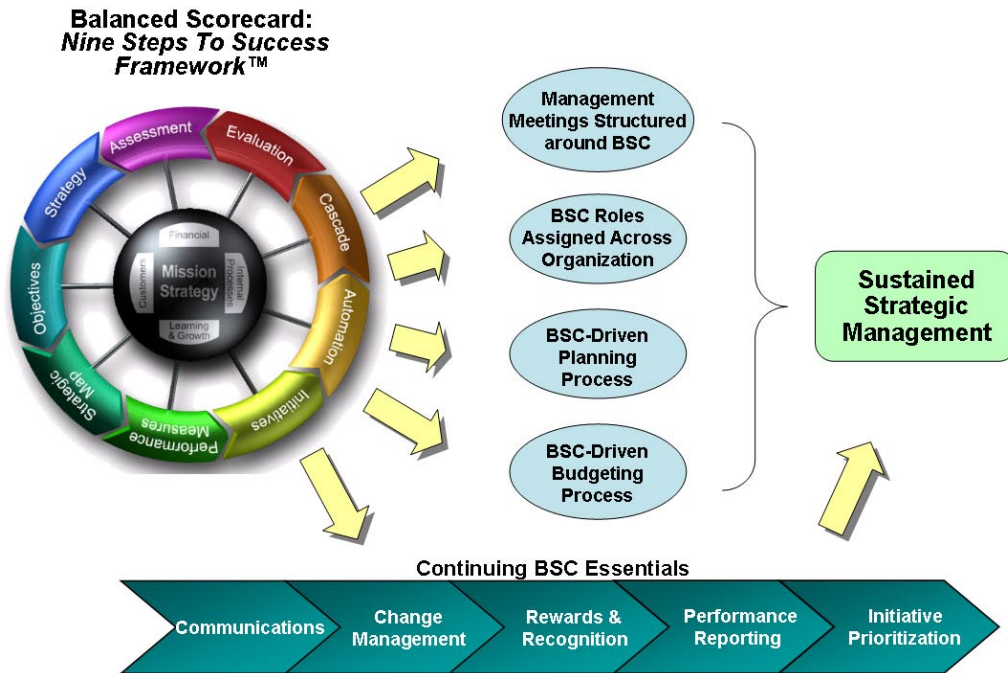 Balanced Scorecard:
Nine Steps To Success
Framework™
Assessment
Evaluation
Cascade
Automation
Initiatives
Performance
Measures
Strategic
Map
Objectives
Strategy
Financial
Customers
Mission
Strategy
Internal
Processes
Learning
& Growth
Management
Meetings Structured
around BSC
BSC Roles
Assigned Across
Organization
BSC-Driven
Planning
Process
BSC-Driven
Budgeting
Process
Sustained
Strategic
Management
Continuing BSC Essentials
Communications
Change
Management
Rewards &
Recognition
Performance
Reporting
Initiative
Prioritization